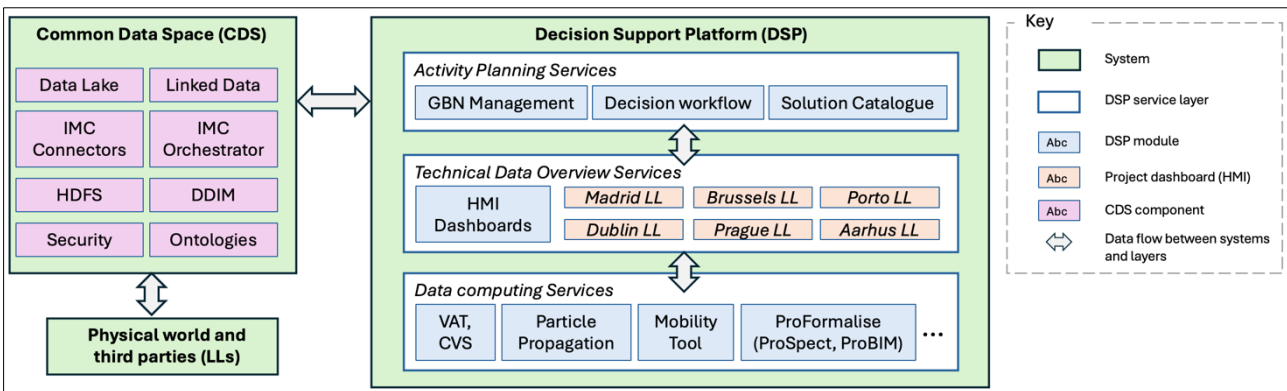 Common Data Space (CDS)
Data Lake
Linked Data
IMC
Connectors
IMC
Orchestrator
HDFS
DDIM
Security
Ontologies
Physical world and
third parties (LLs)
Decision Support Platform (DSP)
Activity Planning Services
GBN Management
Decision workflow
Solution Catalogue
Technical Data Overview Services
HMI
Dashboards
Madrid LL
Brussels LL
Porto LL
Dublin LL
Prague LL
Aarhus LL
Data computing Services
VAT,
CVS
Particle
Propagation
Mobility
Tool
ProFormalise
(ProSpect, ProBIM)
...
Key
System
DSP service layer
Abc
DSP module
Abc
Project dashboard (HMI)
Abc
CDS component
Data flow between systems
and layers